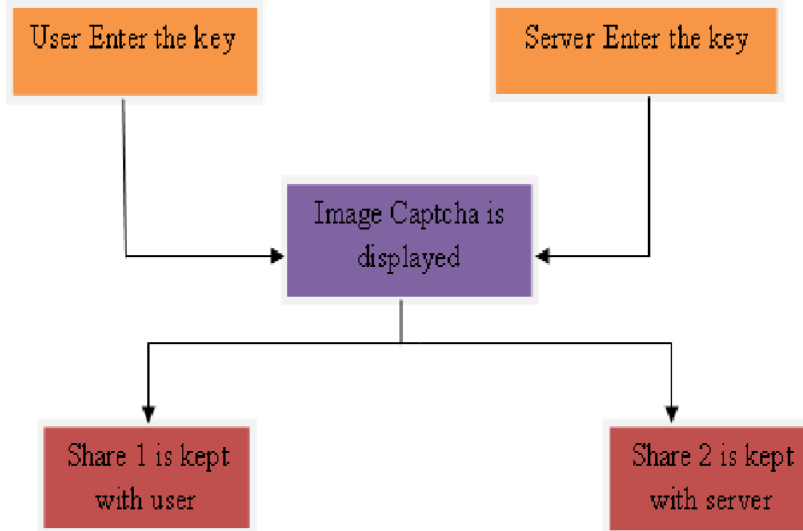 User Enter the key
Server Enter the key
Image Captcha is
displayed
Share 1 is kept
with user
Share 2 is kept
with server